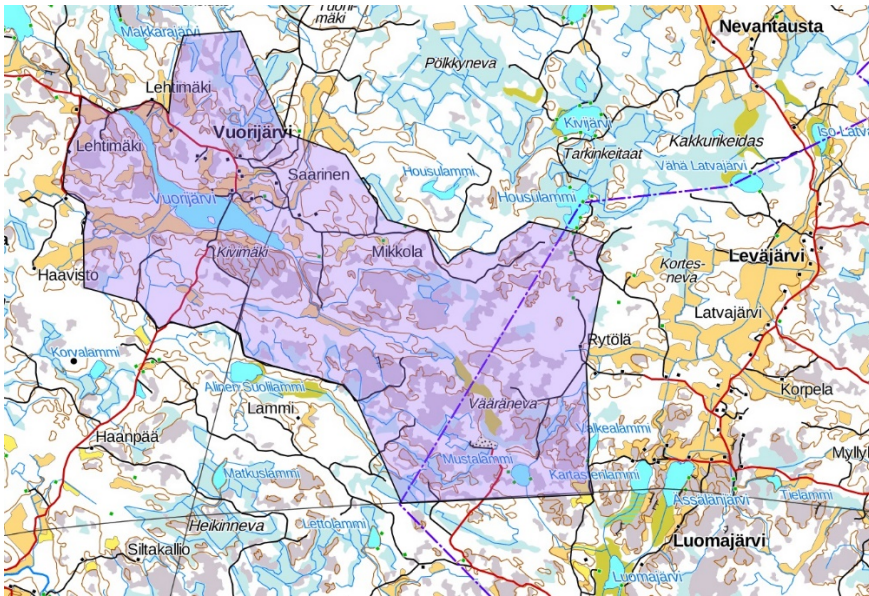 Nevantausta
Makkarajärvi
mäki
Pölkkyneva
Lehtimäki
Kivijärvi
Kakkurikeidas
Iso-Latva
Vuorijärvi
Lehtimäki
Tarkinkeitaat
Vähä Latvajärvi
Saarinen
Housulammi
Housulammi
Vuorijärvi
Kivimäki
Mikkola
Leväjärvi
Haavisto
Kortes-
neva
Latvajärvi
Rytölä
Korvalammi
Alinen Suolilammi
Korpela
Lammi
Vääräneva
Haanpää
Valkealammi
Mustalammi
Myllyl
Matkuslammi
Kartastenlammi
Assalanjärvi
Tielammi
Heikinneva
Lettolammi
Siltakallio
Luomajärvi
Luomajärvi